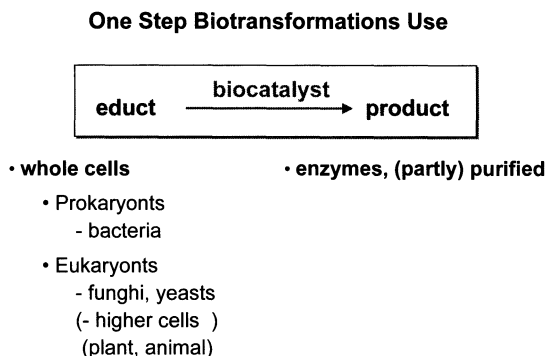 One Step Biotransformations Use
biocatalyst
educt product
• whole cells
• Prokaryonts
- bacteria
• Eukaryonts
- funghi, yeasts
(- higher cells )
(plant, animal)
• enzymes, (partly) purified